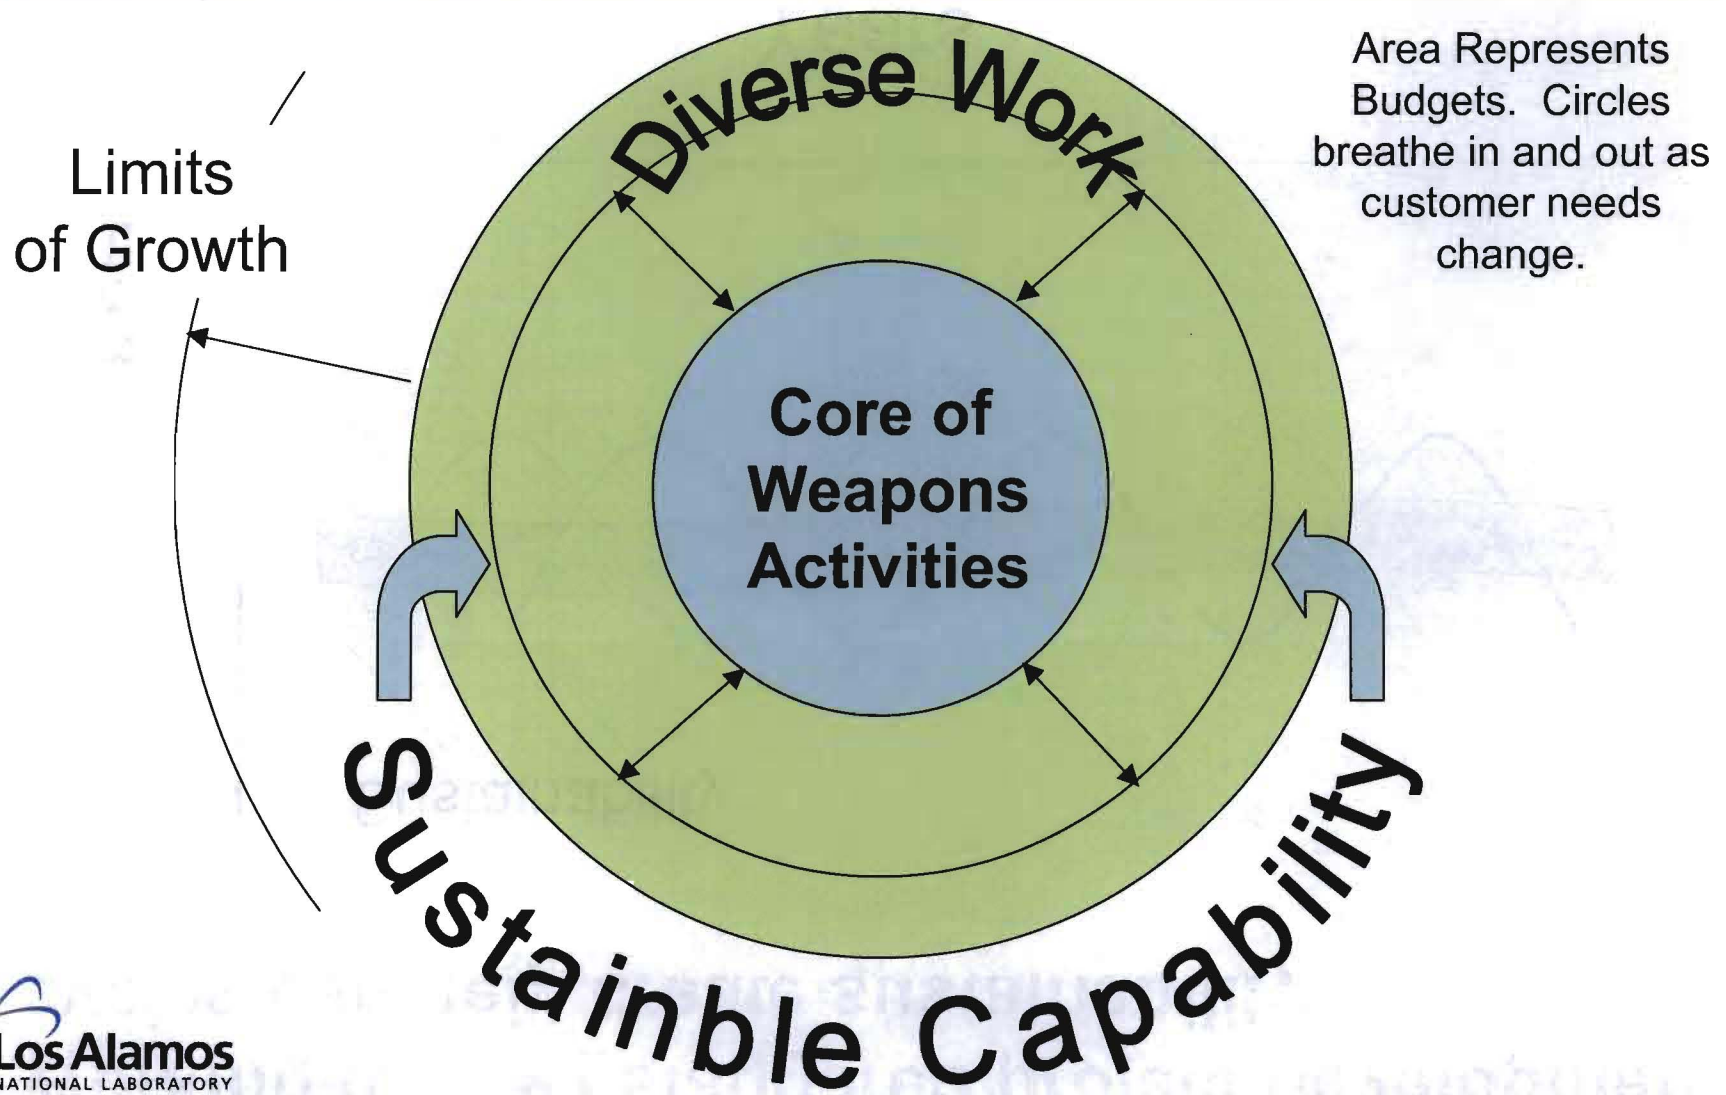 Diverse Work
Area Represents
Budgets. Circles
breathe in and out as
customer needs
change.
Limits
of Growth
Core of
Weapons
Activities
Sustainble Capability
Los Alamos
NATIONAL LABORATORY